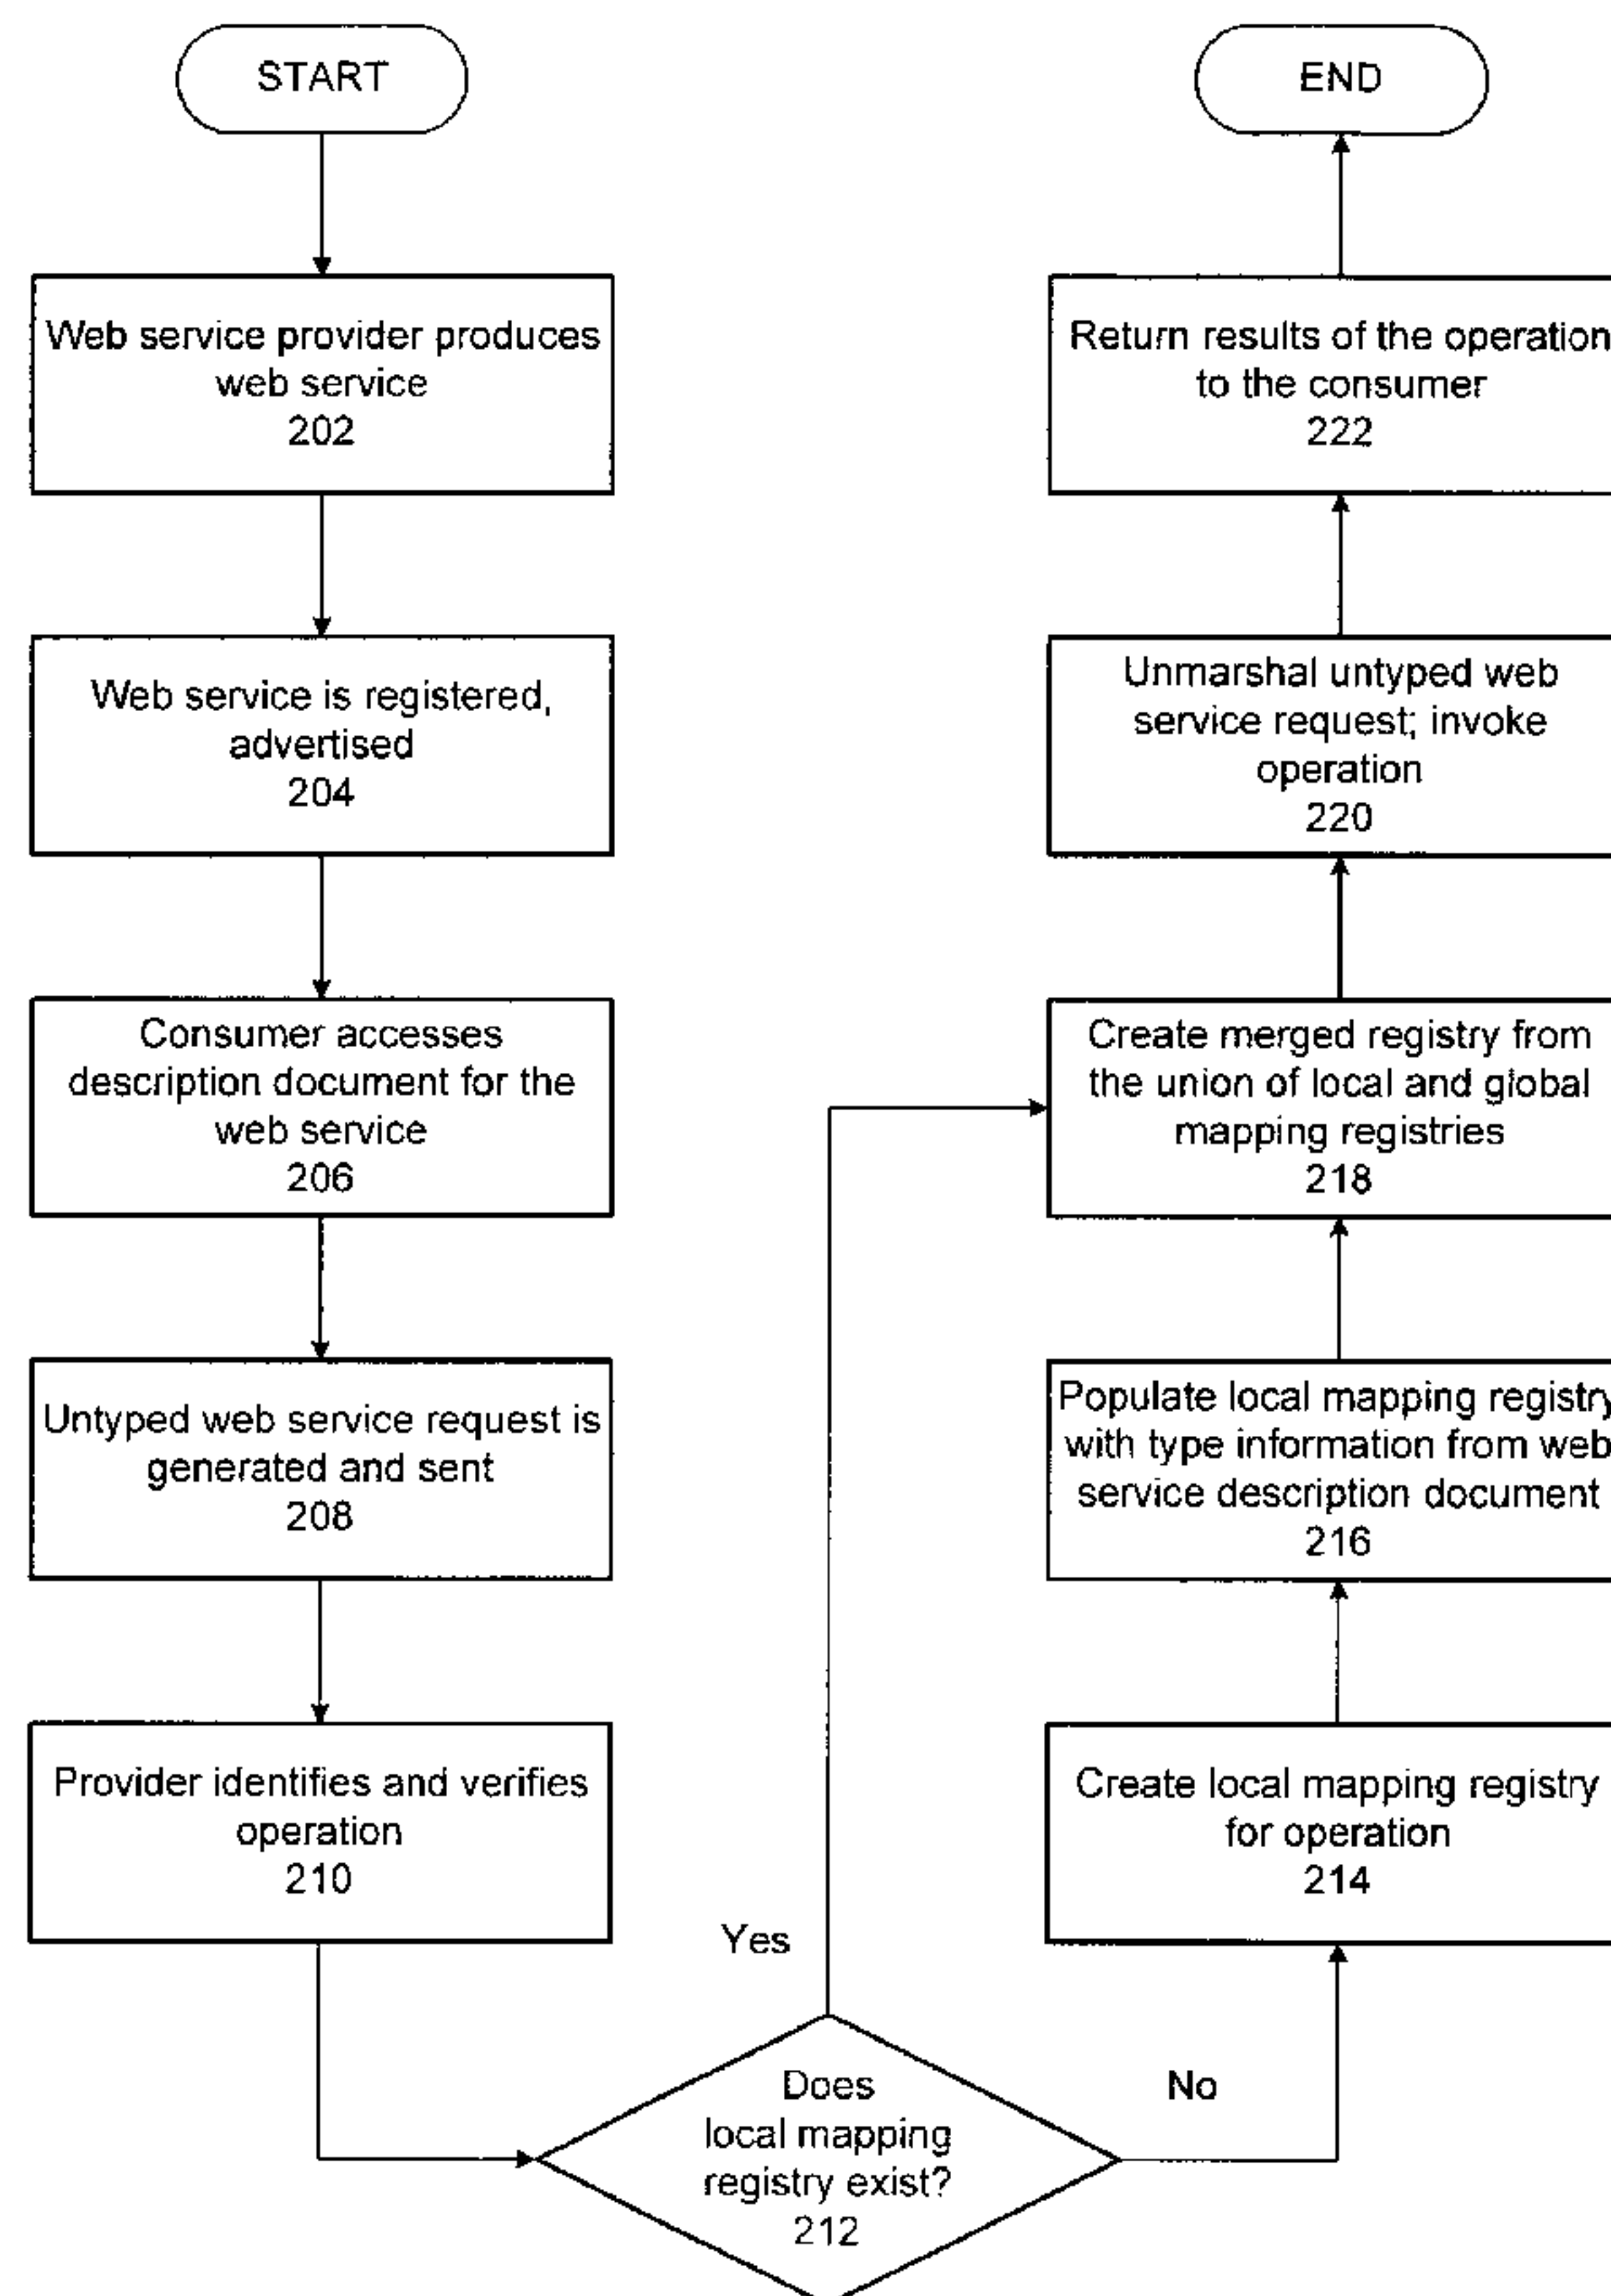 START
Web service provider produces
web service
202
Web service is registered,
advertised
204
Consumer accesses
description document for the
web service
206
Untyped web service request is
generated and sent
208
Provider identifies and verifies
operation
210
Does
local mapping
registry exist?
212
Yes
No
Create local mapping registry
for operation
214
Populate local mapping registry
with type information from web
service description document
216
Create merged registry from
the union of local and global
mapping registries
218
Unmarshal untyped web
service request; invoke
operation
220
Return results of the operation
to the consumer
222
END